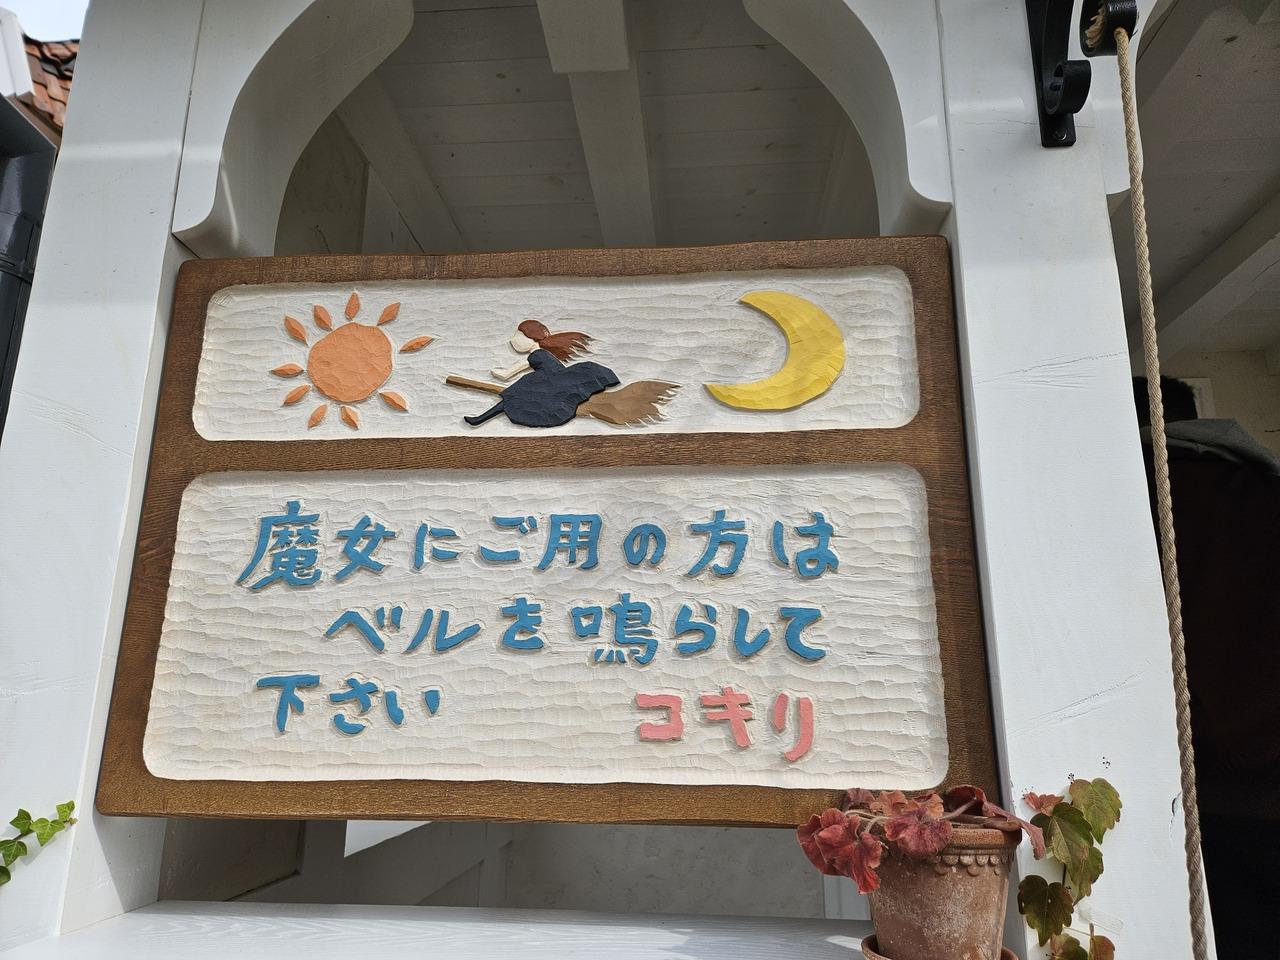 魔女にご用の方は
ベルを鳴らして
下さい コキリ